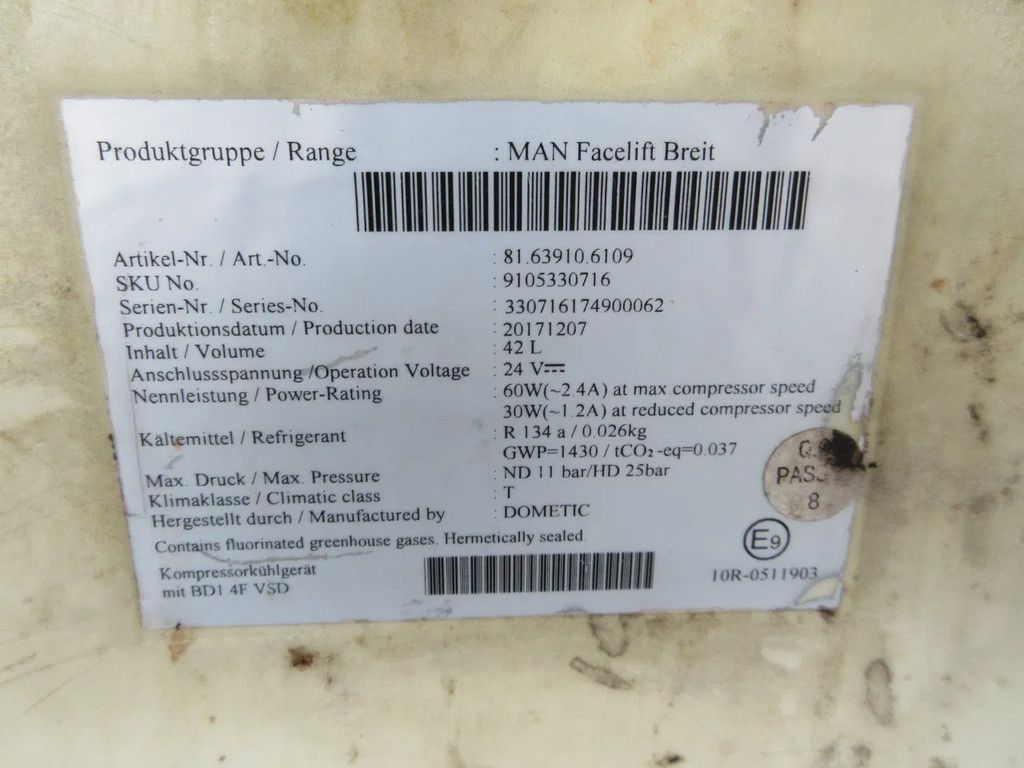 Produktgruppe / Range : MAN Facelift Breit
Artikel-Nr. / Art.-No. : 81.63910.6109
SKU No. : 9105330716
Serien-Nr. / Series-No. : 330716174900062
Produktionsdatum / Production date : 20171207
Inhalt / Volume : 42 L
Anschlussspannung /Operation Voltage : 24 V⎓
Nennleistung / Power-Rating : 60W(~2.4A) at max.compressor speed
30W(~1.2A) at reduced compressor speed
Kältemittel / Refrigerant : R 134 a / 0.026kg
GWP=1430 / tCO₂-eq=0.037
Max. Druck / Max. Pressure : ND 11 bar/HD 25bar
Klimaklasse / Climatic class : T
Hergestellt durch / Manufactured by : DOMETIC
Contains fluorinated greenhouse gases. Hermetically sealed.
Kompressorkühlgerät
mit BD1.4F VSD
PASS
8
E9
10R-0511903